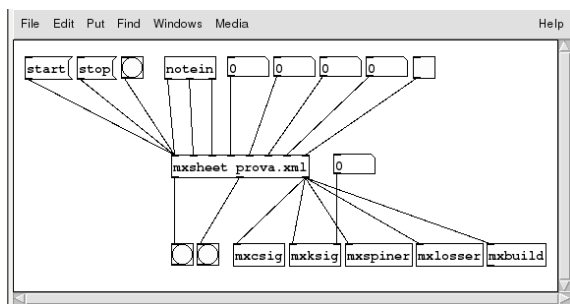 File Edit Put Find Windows Media Help
start stop notein 0 0 0 0
mxsheet prova.xml 0
mxcsig mxksig mxspiner mxlosser mxbuild